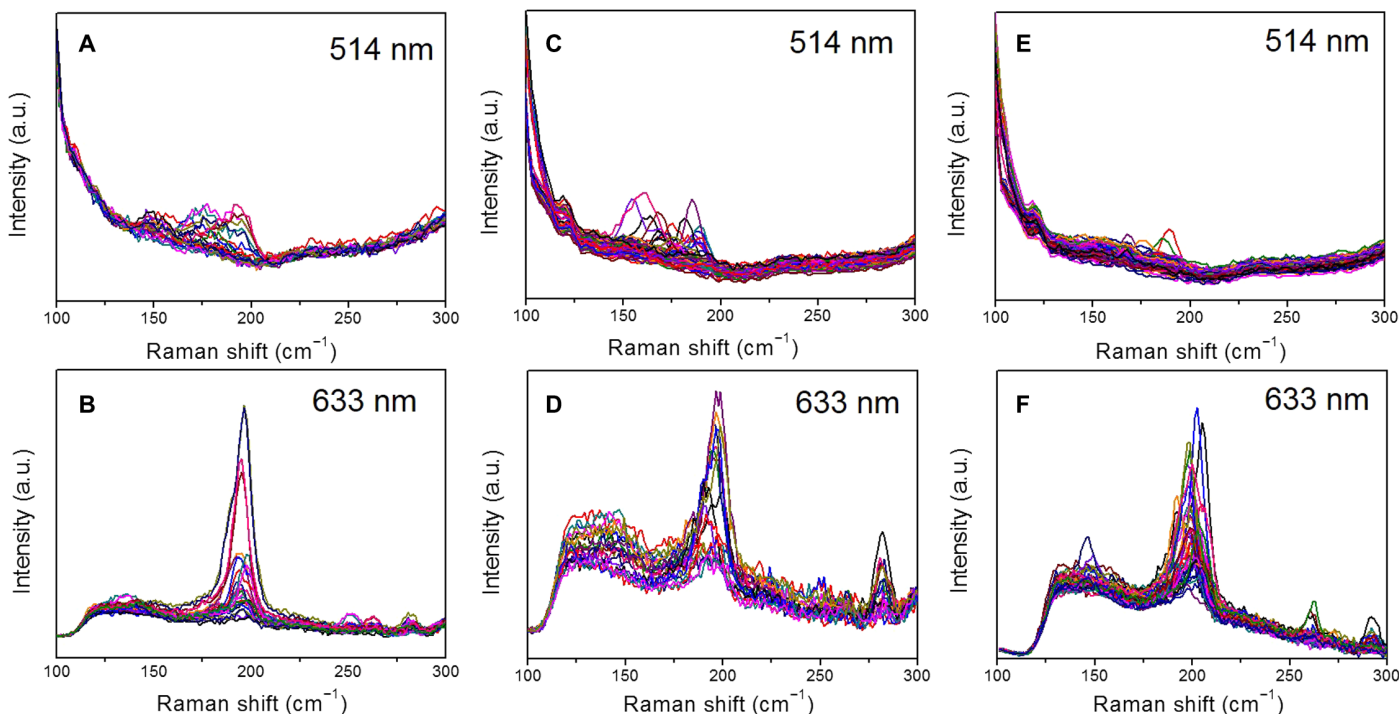 A
514 nm
Intensity (a.u.)
100 150 200 250 300
Raman shift (cm⁻¹)
C
514 nm
Intensity (a.u.)
100 150 200 250 300
Raman shift (cm⁻¹)
E
514 nm
Intensity (a.u.)
100 150 200 250 300
Raman shift (cm⁻¹)
B
633 nm
Intensity (a.u.)
100 150 200 250 300
Raman shift (cm⁻¹)
D
633 nm
Intensity (a.u.)
100 150 200 250 300
Raman shift (cm⁻¹)
F
633 nm
Intensity (a.u.)
100 150 200 250 300
Raman shift (cm⁻¹)